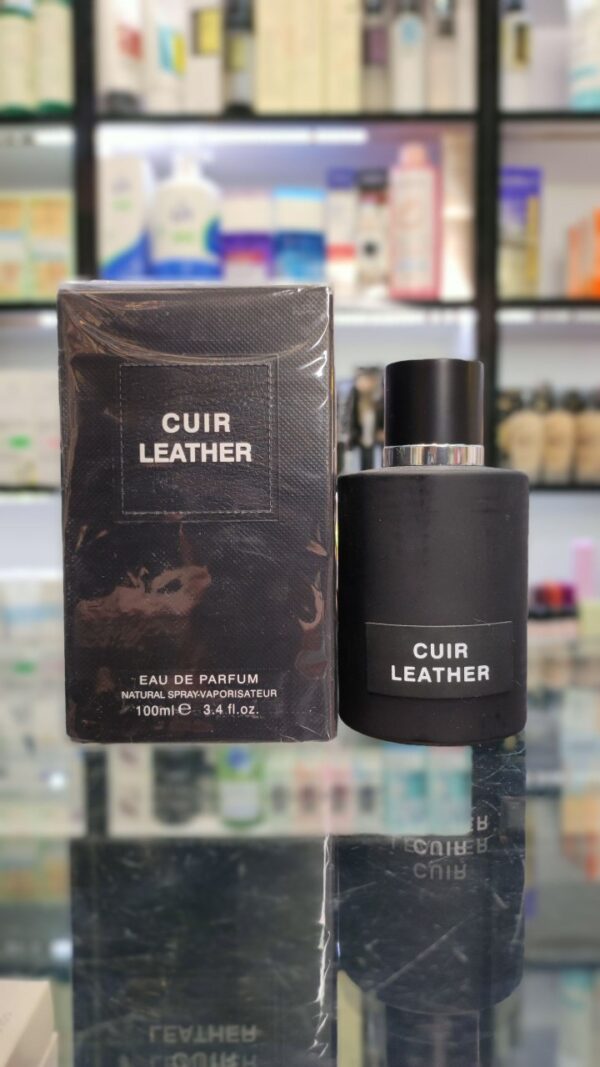 CUIR
LEATHER
EAU DE PARFUM
NATURAL SPRAY-VAPORISATEUR
100ml e 3.4 fl.oz.
CUIR
LEATHER